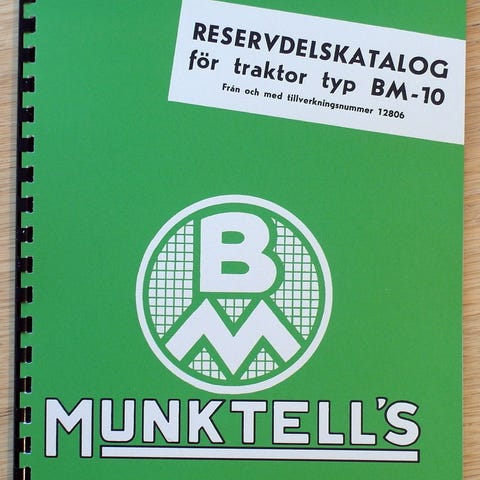 RESERVDELSKATALOG
för traktor typ BM-10
Från och med tillverkningsnummer 12806
B
M
MUNKTELL'S